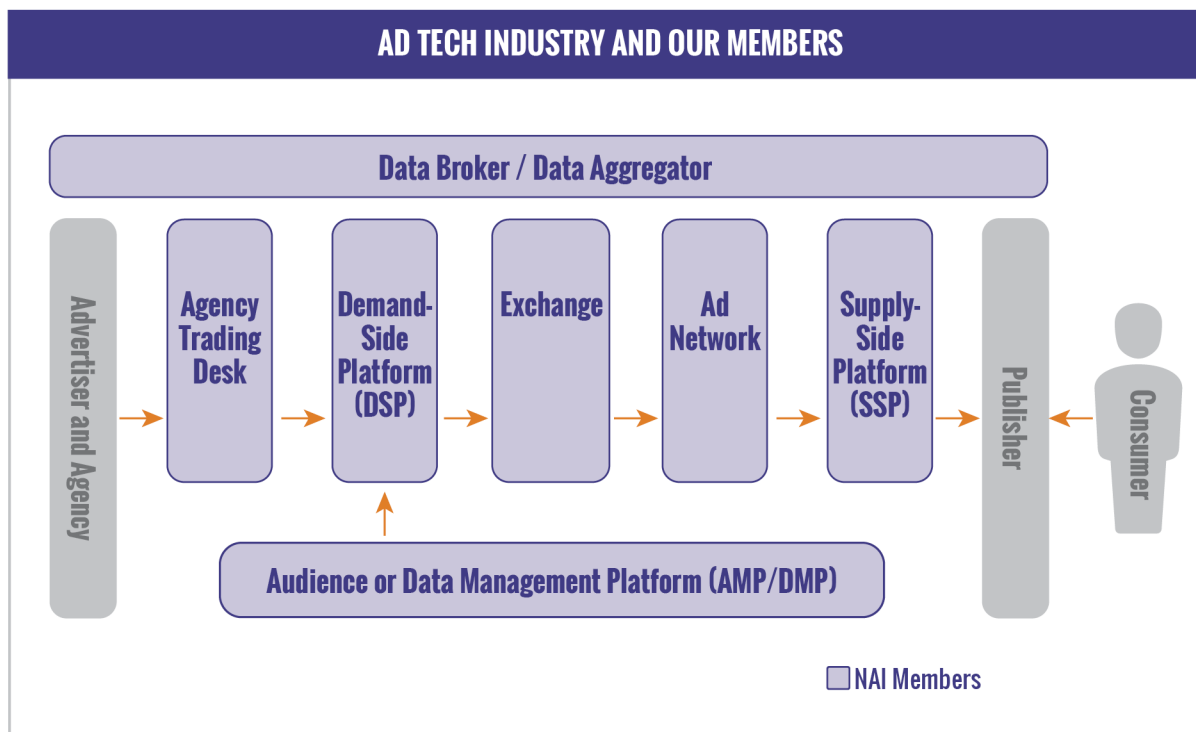 AD TECH INDUSTRY AND OUR MEMBERS
Data Broker / Data Aggregator
Advertiser and Agency
Agency
Trading
Desk
Demand-
Side
Platform
(DSP)
Exchange
Ad
Network
Supply-
Side
Platform
(SSP)
Publisher
Consumer
Audience or Data Management Platform (AMP/DMP)
NAI Members